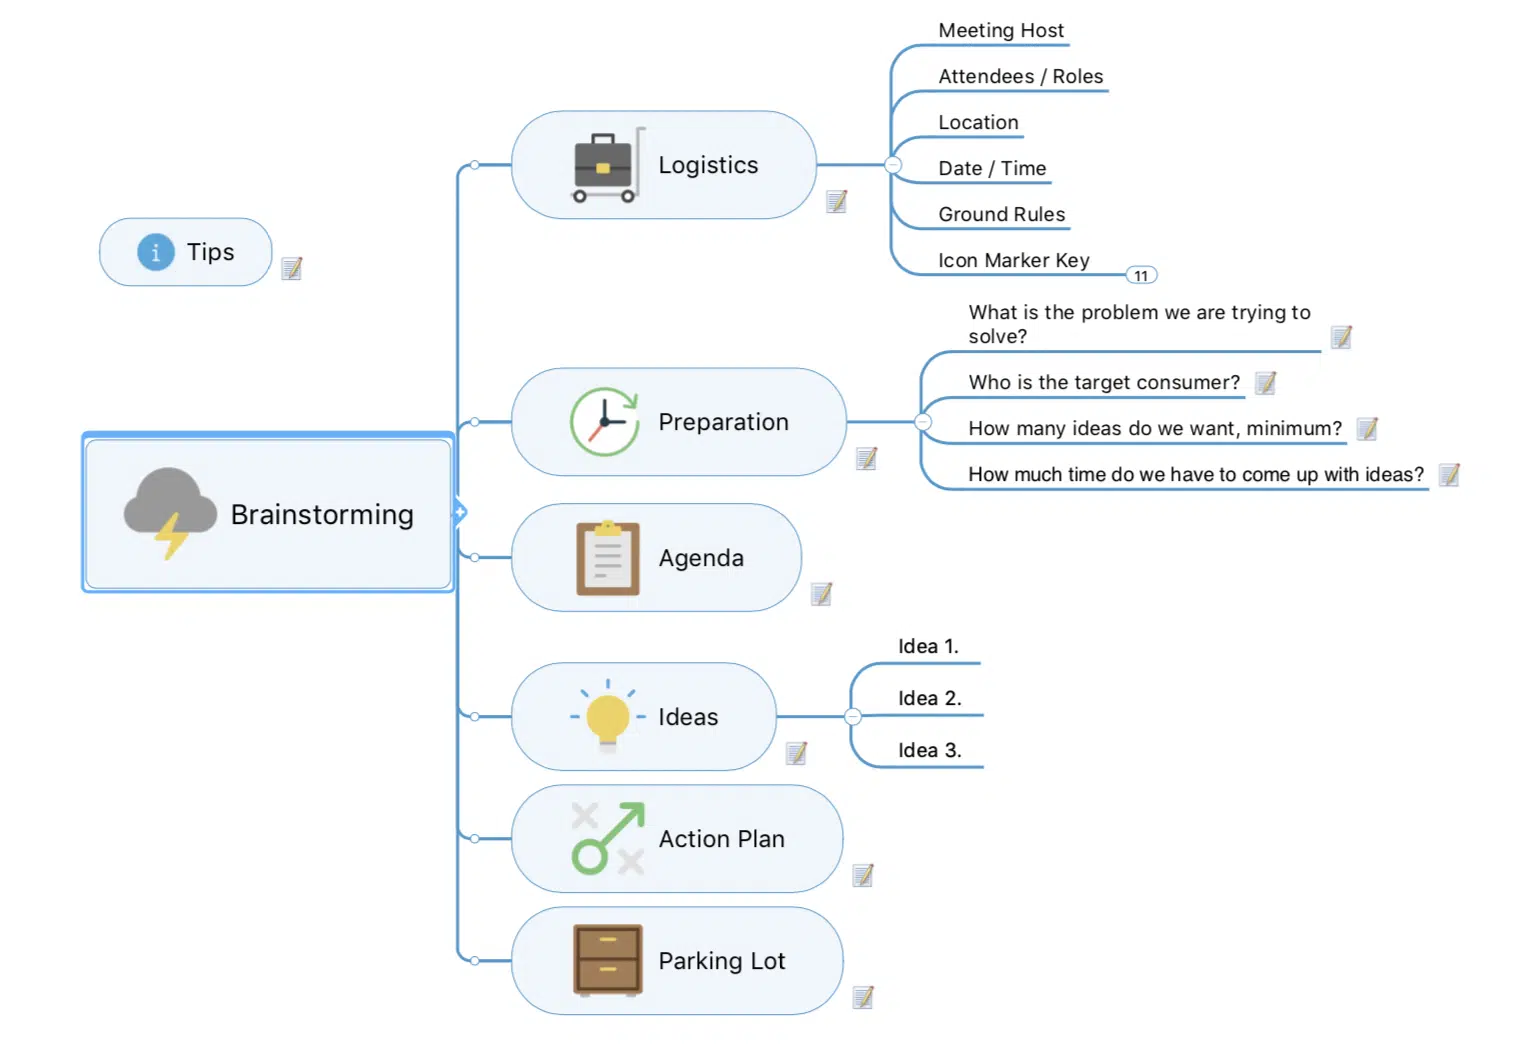 Meeting Host
Attendees / Roles
Location
Date / Time
Ground Rules
Icon Marker Key
11
Logistics
i
Tips
What is the problem we are trying to
solve?
Who is the target consumer?
How many ideas do we want, minimum?
How much time do we have to come up with ideas?
Preparation
Brainstorming
Agenda
Idea 1.
Idea 2.
Idea 3.
Ideas
Action Plan
Parking Lot